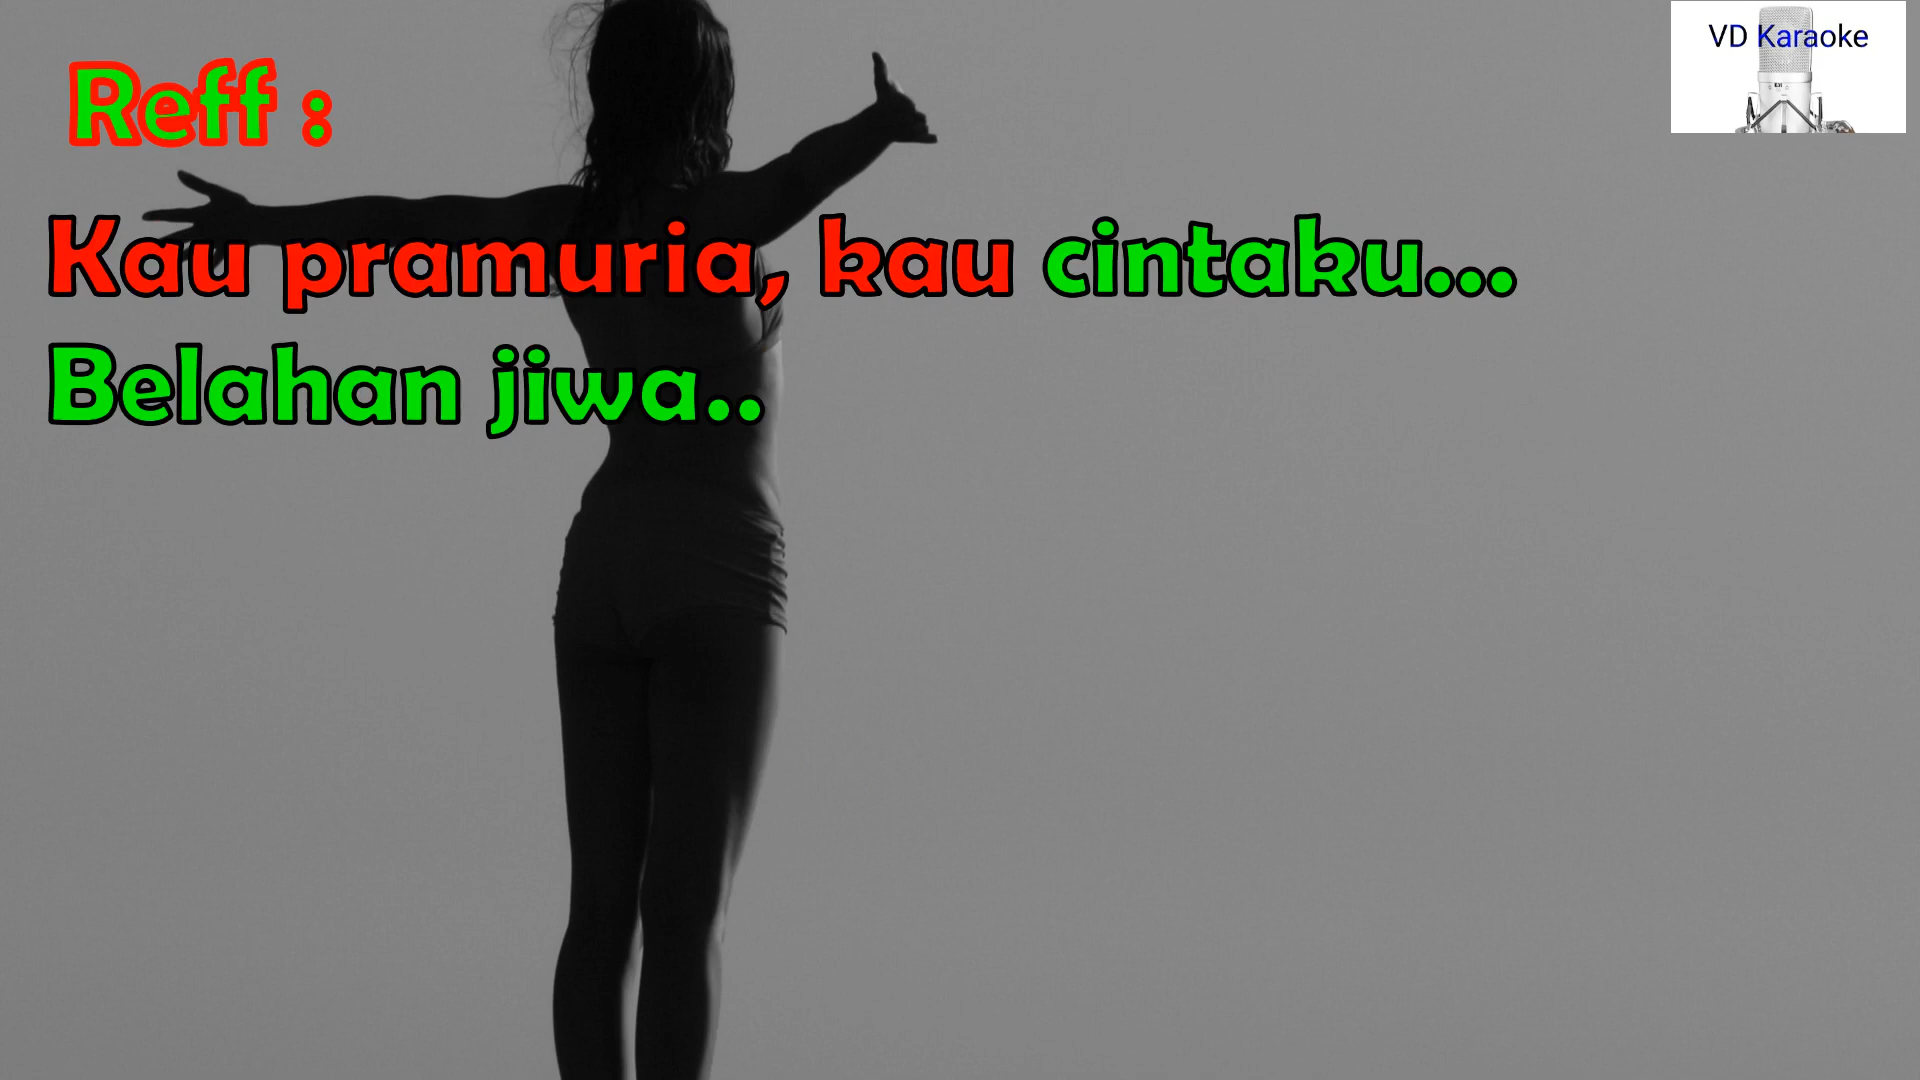 VD Karaoke
Reff :
Kau pramuria, kau cintaku...
Belahan jiwa..